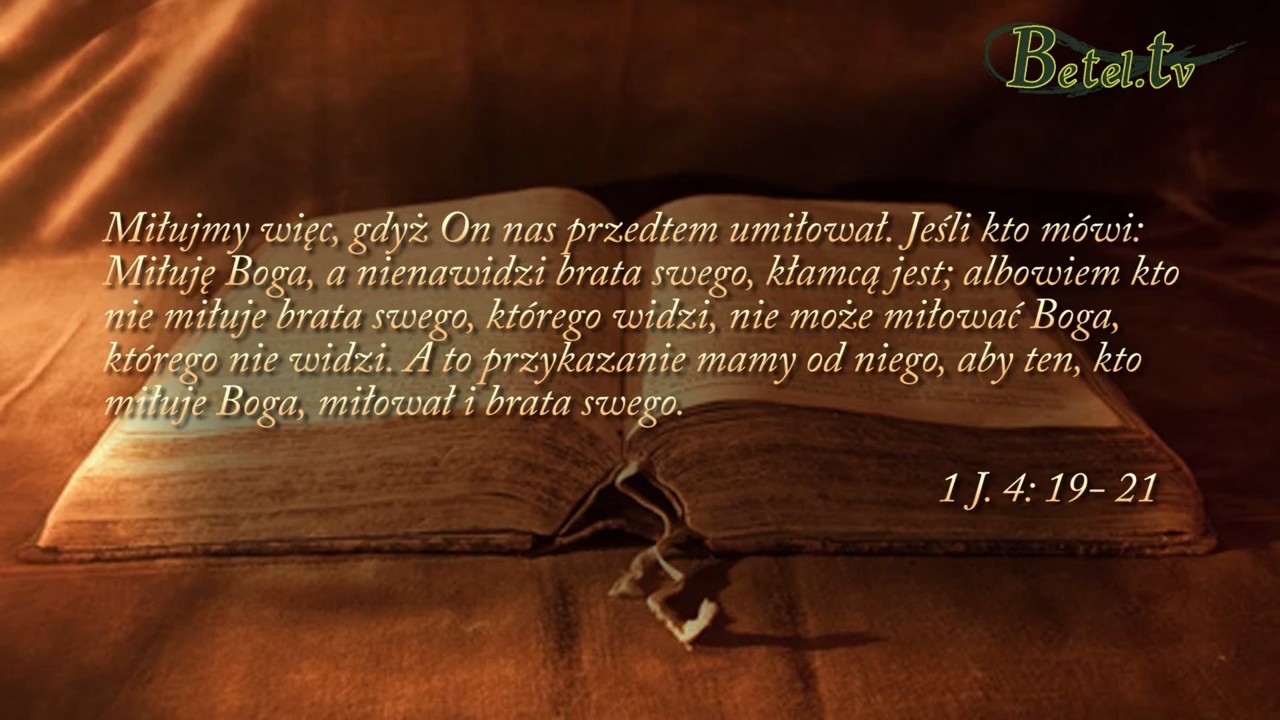 Betel.tv
Miłujmy więc, gdyż On nas przedtem umiłował. Jeśli kto mówi:
Miłuję Boga, a nienawidzi brata swego, kłamcą jest; albowiem kto
nie miłuje brata swego, którego widzi, nie może miłować Boga,
którego nie widzi. A to przykazanie mamy od niego, aby ten, kto
miłuje Boga, miłował i brata swego.
1 J. 4: 19- 21